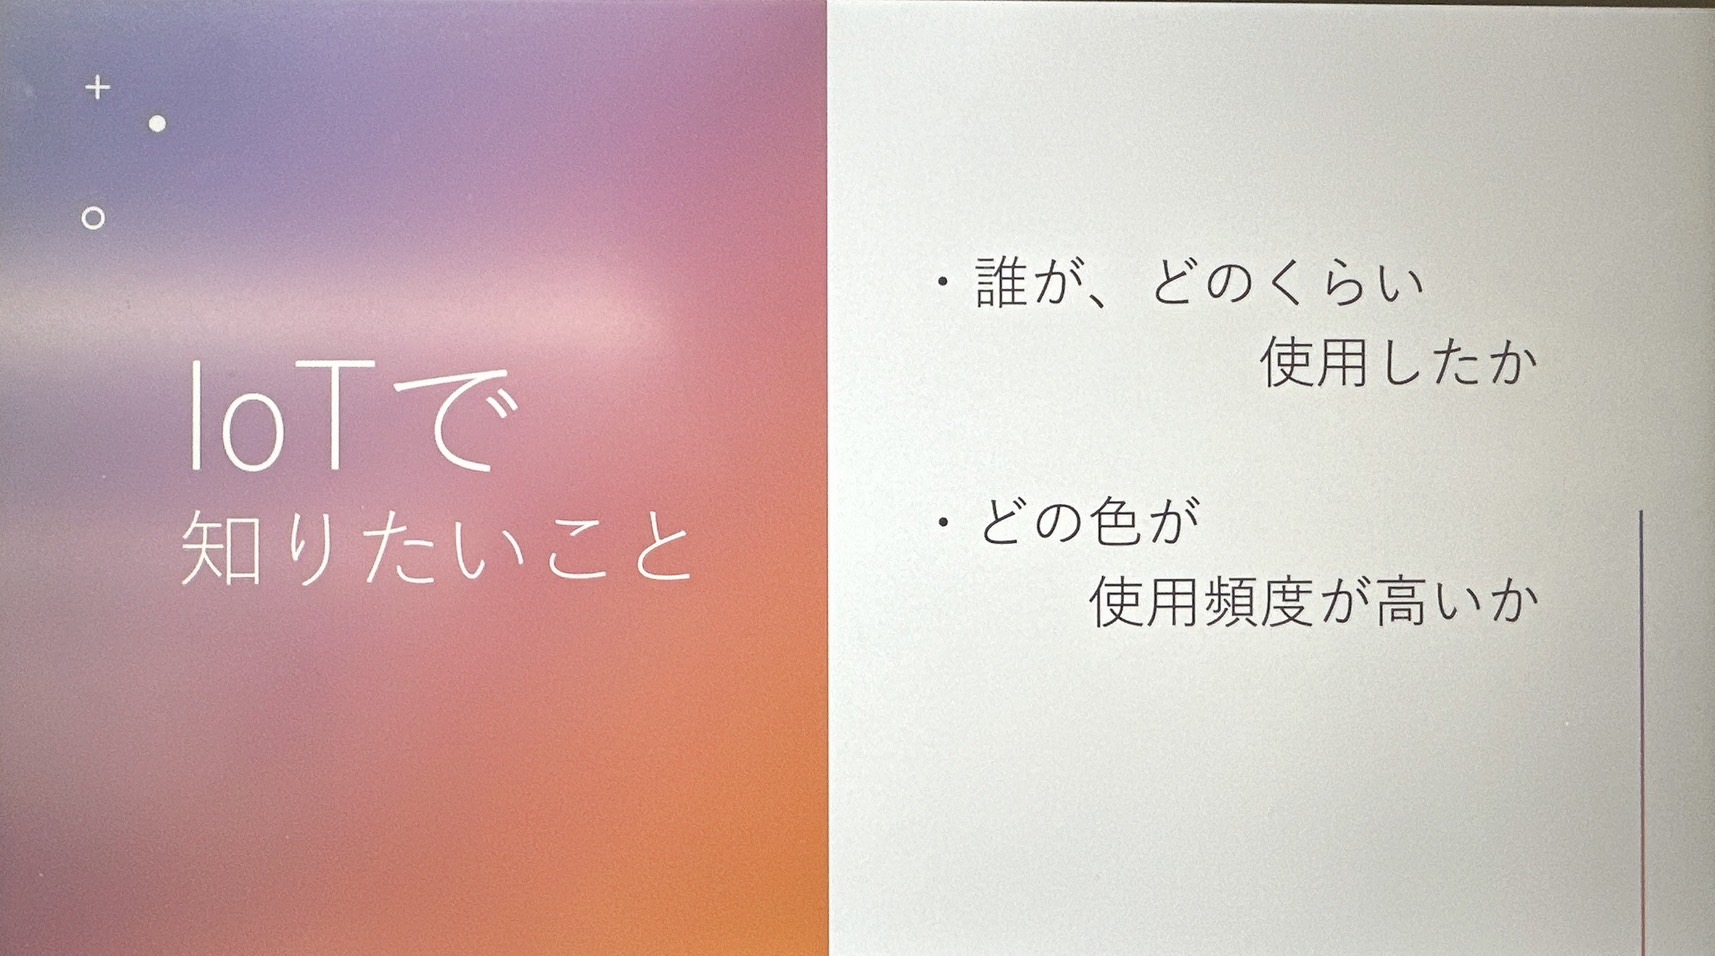 IoTで
知りたいこと
・誰が、どのくらい
使用したか
・どの色が
使用頻度が高いか